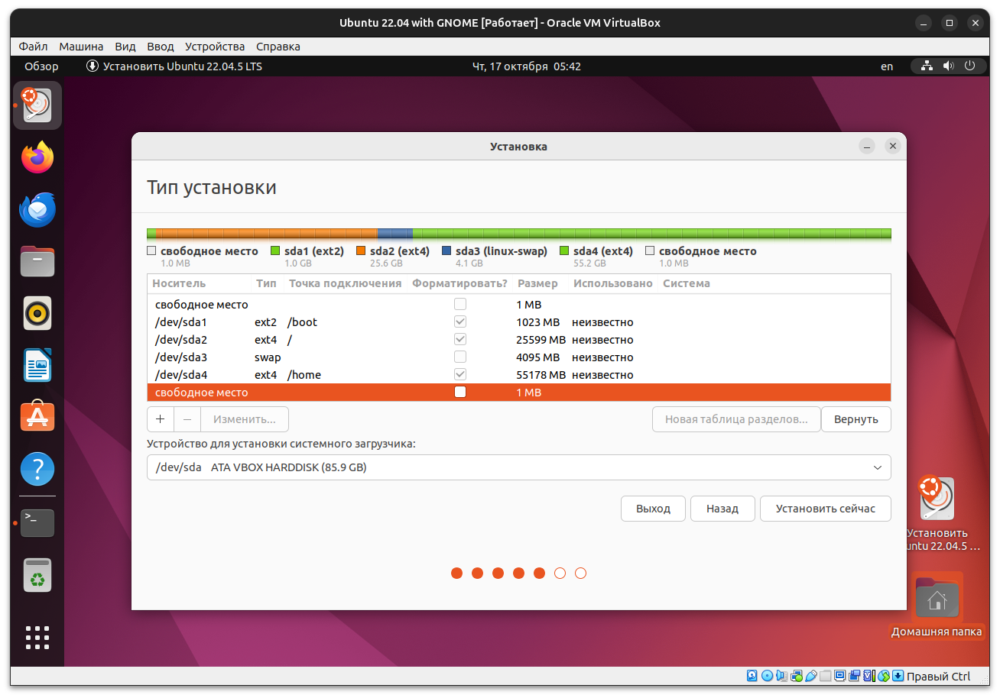 Ubuntu 22.04 with GNOME [Работает] - Oracle VM VirtualBox
Файл Машина Вид Ввод Устройства Справка
Обзор Установить Ubuntu 22.04.5 LTS Чт, 17 октября 05:42 en
Установка
Тип установки
свободное место sda1 (ext2) sda2 (ext4) sda3 (linux-swap) sda4 (ext4) свободное место
1.0 MB 1.0 GB 25.6 GB 4.1 GB 55.2 GB 1.0 MB
Носитель Тип Точка подключения Форматировать? Размер Использовано Система
свободное место 1 MB
/dev/sda1 ext2 /boot 1023 MB неизвестно
/dev/sda2 ext4 / 25599 MB неизвестно
/dev/sda3 swap 4095 MB неизвестно
/dev/sda4 ext4 /home 55178 MB неизвестно
свободное место 1 MB
+ – Изменить... Новая таблица разделов... Вернуть
Устройство для установки системного загрузчика:
/dev/sda ATA VBOX HARDDISK (85.9 GB)
Выход Назад Установить сейчас
Установить
untu 22.04.5 ...
Домашняя папка
Правый Ctrl